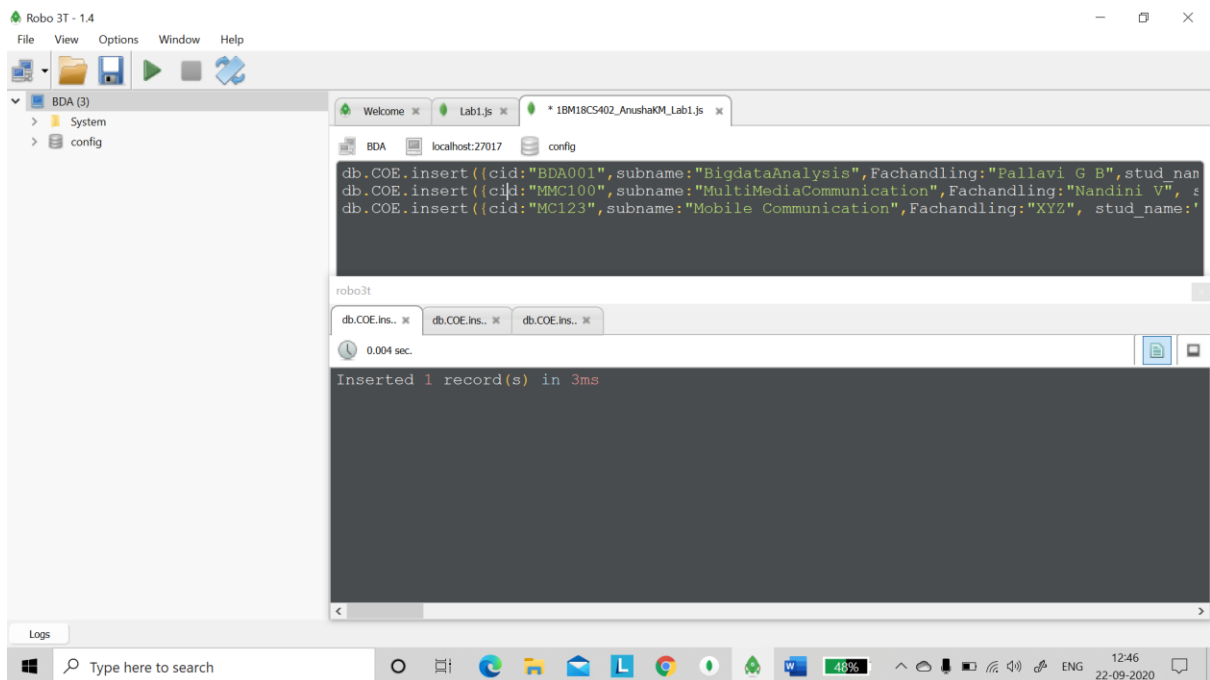 Robo 3T - 1.4
File View Options Window Help
BDA (3)
System
config
Welcome Lab1.js * 1BM18CS402_AnushaKM_Lab1.js
BDA localhost:27017 config
db.COE.insert({cid:"BDA001",subname:"BigdataAnalysis",Fachandling:"Pallavi G B",stud_nam
db.COE.insert({cid:"MMC100",subname:"MultiMediaCommunication",Fachandling:"Nandini V", s
db.COE.insert({cid:"MC123",subname:"Mobile Communication",Fachandling:"XYZ", stud_name:"
robo3t
db.COE.ins.. db.COE.ins.. db.COE.ins..
0.004 sec.
Inserted 1 record(s) in 3ms
Logs
Type here to search
L
W
48%
ENG
12:46
22-09-2020